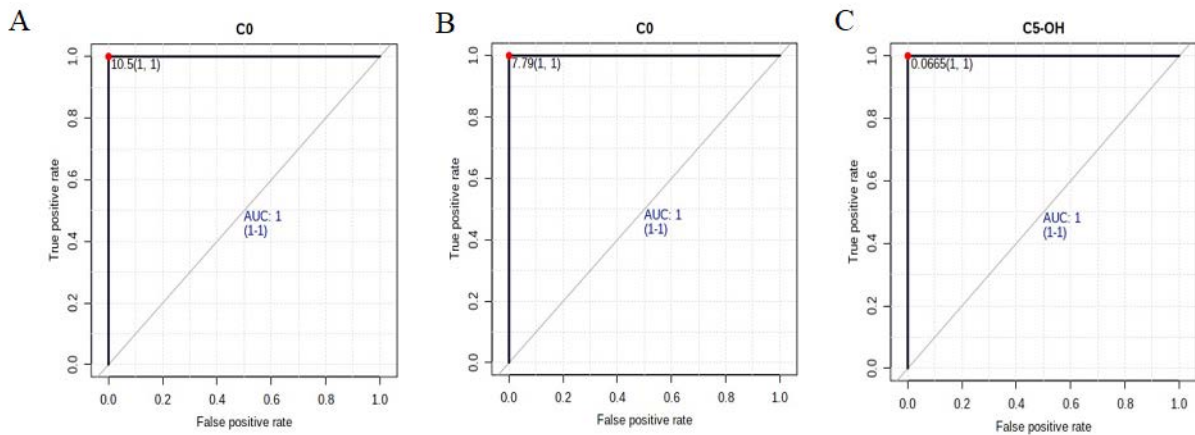 A
C0
1.0
0.8
0.6
0.4
0.2
0.0
True positive rate
10.5(1, 1)
AUC: 1
(1-1)
0.0 0.2 0.4 0.6 0.8 1.0
False positive rate
B
C0
1.0
0.8
0.6
0.4
0.2
0.0
True positive rate
7.79(1, 1)
AUC: 1
(1-1)
0.0 0.2 0.4 0.6 0.8 1.0
False positive rate
C
C5-OH
1.0
0.8
0.6
0.4
0.2
0.0
True positive rate
0.0665(1, 1)
AUC: 1
(1-1)
0.0 0.2 0.4 0.6 0.8 1.0
False positive rate